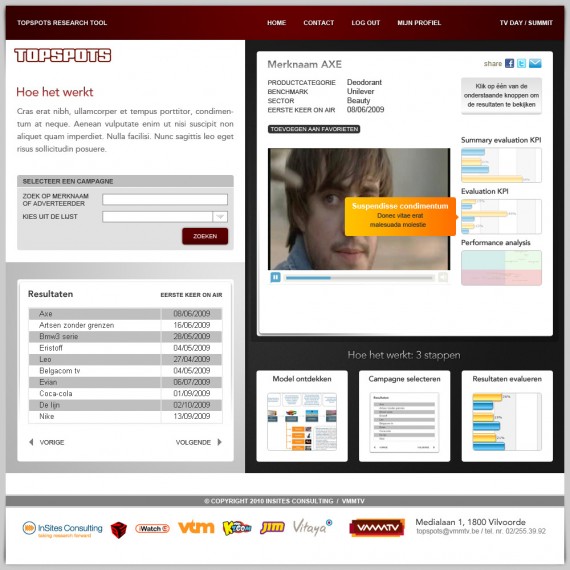 TOPSPOTS RESEARCH TOOL
HOME CONTACT LOG OUT MIJN PROFIEL TV DAY / SUMMIT
TOPSPOTS
Hoe het werkt
Cras erat nibh, ullamcorper et tempus porttitor, condimen-
tum at neque. Aenean vulputate enim ut nisi suscipit non
aliquet quam imperdiet. Nulla facilisi. Nunc sagittis leo eget
risus sollicitudin posuere.
SELECTEER EEN CAMPAGNE
ZOEK OP MERKNAAM
OF ADVERTEERDER
KIES UIT DE LIJST
ZOEKEN
Resultaten EERSTE KEER ON AIR
Axe 08/06/2009
Artsen zonder grenzen 16/06/2009
Bmw3 serie 28/05/2009
Eristoff 04/05/2009
Leo 27/04/2009
Belgacom tv 04/05/2009
Evian 06/07/2009
Coca-cola 01/09/2009
De lijn 02/10/2009
Nike 13/09/2009
VORIGE VOLGENDE
Merknaam AXE
share
PRODUCTCATEGORIE Deodorant
BENCHMARK Unilever
SECTOR Beauty
EERSTE KEER ON AIR 08/06/2009
TOEVOEGEN AAN FAVORIETEN
Suspendisse condimentum
Donec vitae erat
malesuada molestie
Klik op één van de
onderstaande knoppen om
de resultaten te bekijken
Summary evaluation KPI
Evaluation KPI
Performance analysis
Hoe het werkt: 3 stappen
Model ontdekken
Campagne selecteren
Resultaten evalueren
© COPYRIGHT 2010 INSITES CONSULTING / VMMTV
InSites Consulting
taking research forward
iWatch
vtm
KZOOM
JIM
Vitaya
VMMTV
Medialaan 1, 1800 Vilvoorde
topspots@vmmtv.be / tel. nr. 02/255.39.92